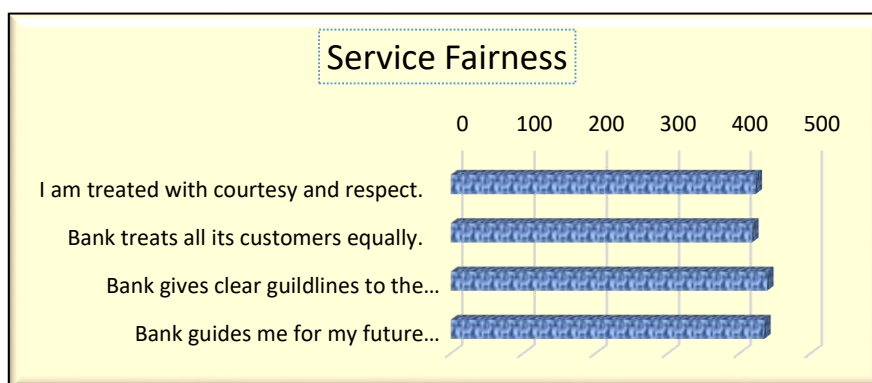 Service Fairness
0 100 200 300 400 500
I am treated with courtesy and respect.
Bank treats all its customers equally.
Bank gives clear guildlines to the...
Bank guides me for my future...